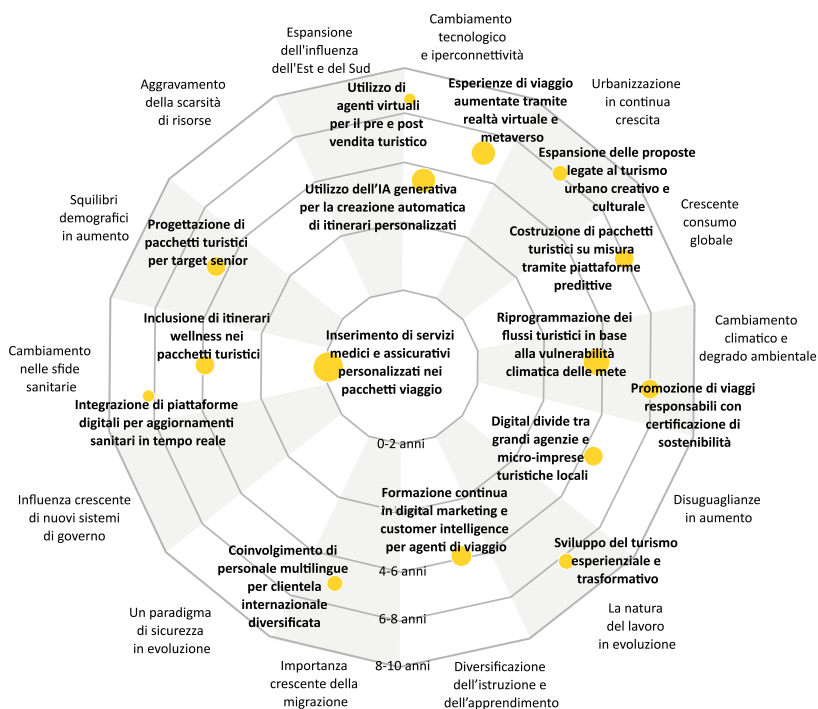 Espansione
dell'influenza
dell'Est e del Sud
Cambiamento
tecnologico
e iperconnettività
Urbanizzazione
in continua
crescita
Crescente
consumo
globale
Cambiamento
climatico e
degrado ambientale
Disuguaglianze
in aumento
La natura
del lavoro
in evoluzione
Diversificazione
dell'istruzione e
dell'apprendimento
Importanza
crescente della
migrazione
Un paradigma
di sicurezza
in evoluzione
Influenza crescente
di nuovi sistemi
di governo
Cambiamento
nelle sfide
sanitarie
Squilibri
demografici
in aumento
Aggravamento
della scarsità
di risorse
Utilizzo di
agenti virtuali
per il pre e post
vendita turistico
Esperienze di viaggio
aumentate tramite
realtà virtuale e
metaverso
Espansione delle proposte
legate al turismo
urbano creativo e
culturale
Utilizzo dell'IA generativa
per la creazione automatica
di itinerari personalizzati
Costruzione di pacchetti
turistici su misura
tramite piattaforme
predittive
Progettazione di
pacchetti turistici
per target senior
Inclusione di itinerari
wellness nei
pacchetti turistici
Inserimento di servizi
medici e assicurativi
personalizzati nei
pacchetti viaggio
Riprogrammazione dei
flussi turistici in base
alla vulnerabilità
climatica delle mete
Promozione di viaggi
responsabili con
certificazione di
sostenibilità
Integrazione di piattaforme
digitali per aggiornamenti
sanitari in tempo reale
Digital divide tra
grandi agenzie e
micro-imprese
turistiche locali
Formazione continua
in digital marketing e
customer intelligence
per agenti di viaggio
Sviluppo del turismo
esperienziale e
trasformativo
Coinvolgimento di
personale multilingue
per clientela
internazionale
diversificata
0-2 anni
4-6 anni
6-8 anni
8-10 anni